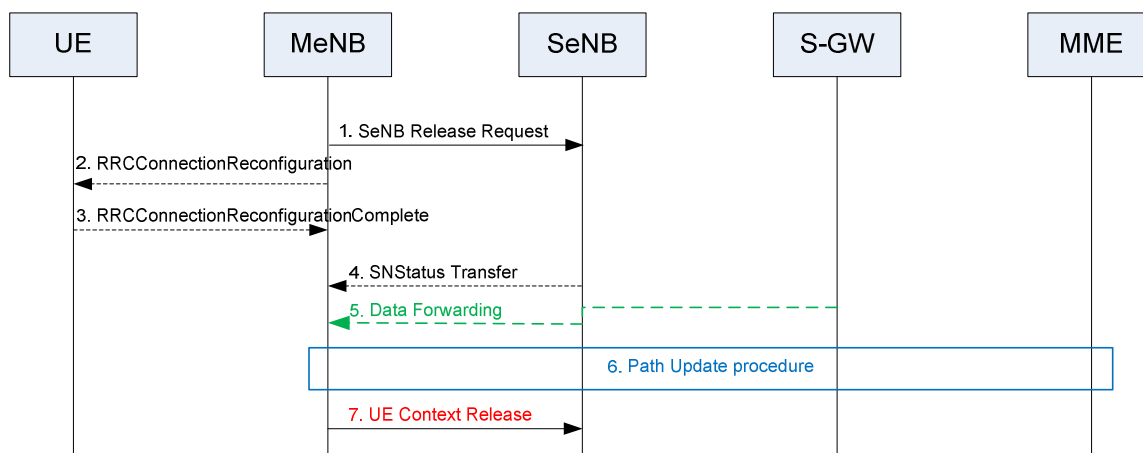 UE MeNB SeNB S-GW MME
1. SeNB Release Request
2. RRCConnectionReconfiguration
3. RRCConnectionReconfigurationComplete
4. SNStatus Transfer
5. Data Forwarding
6. Path Update procedure
7. UE Context Release